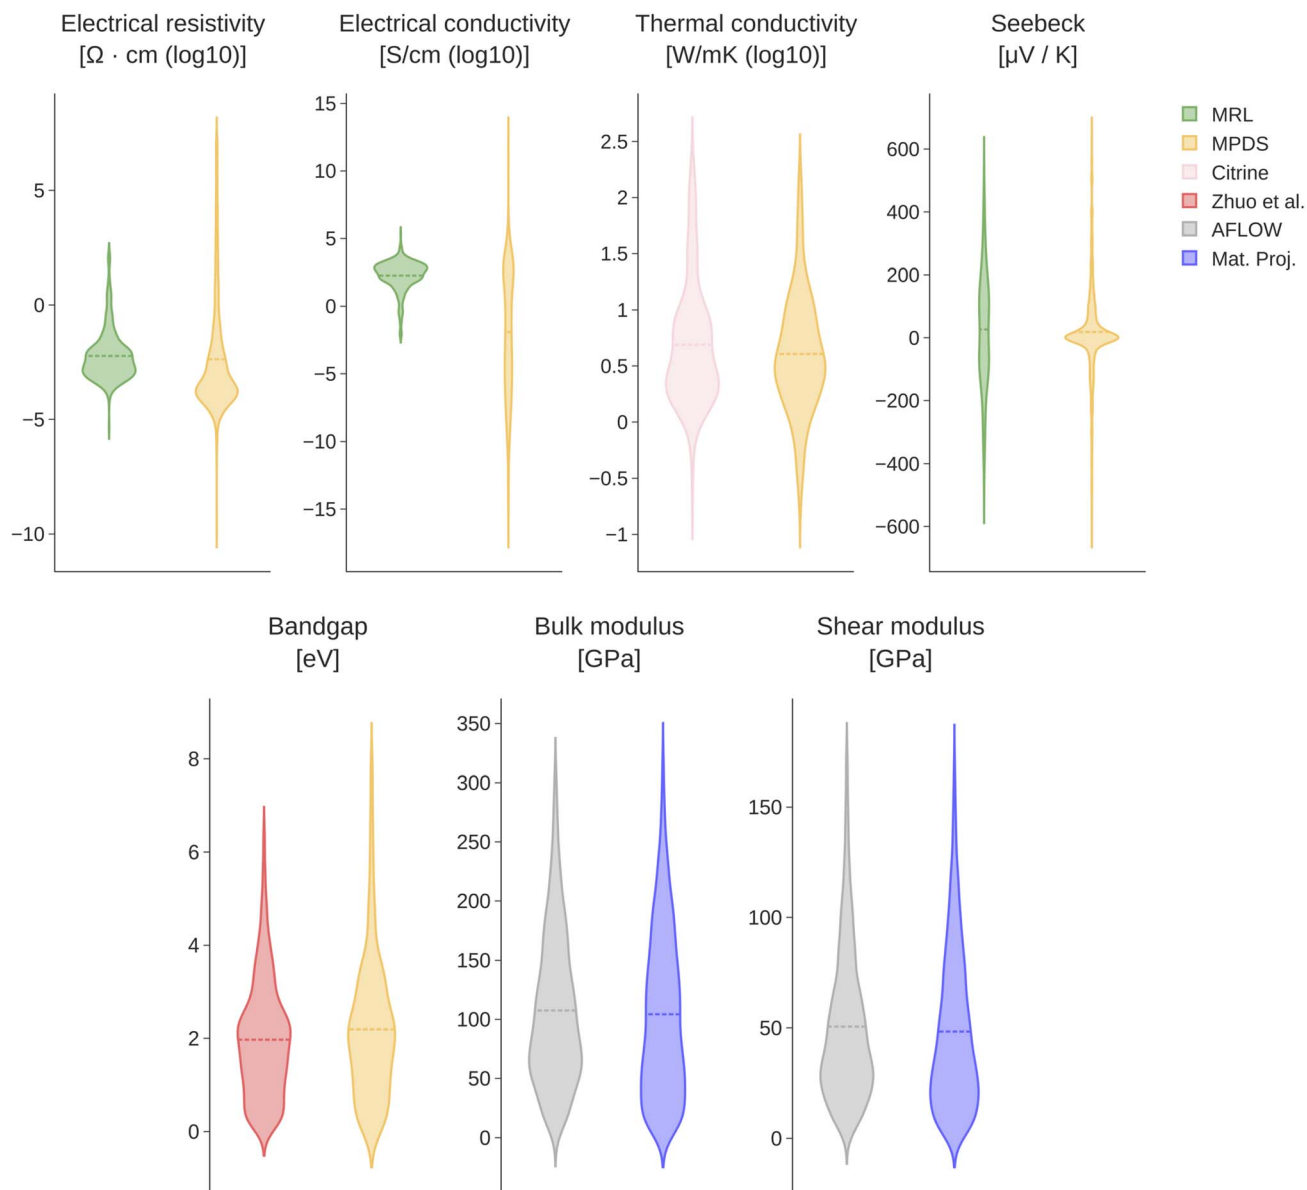 Electrical resistivity
[Ω · cm (log10)]
5
0
−5
−10
Electrical conductivity
[S/cm (log10)]
15
10
5
0
−5
−10
−15
Thermal conductivity
[W/mK (log10)]
2.5
2
1.5
1
0.5
0
−0.5
−1
Seebeck
[μV / K]
600
400
200
0
−200
−400
−600
MRL
MPDS
Citrine
Zhuo et al.
AFLOW
Mat. Proj.
Bandgap
[eV]
8
6
4
2
0
Bulk modulus
[GPa]
350
300
250
200
150
100
50
0
Shear modulus
[GPa]
150
100
50
0